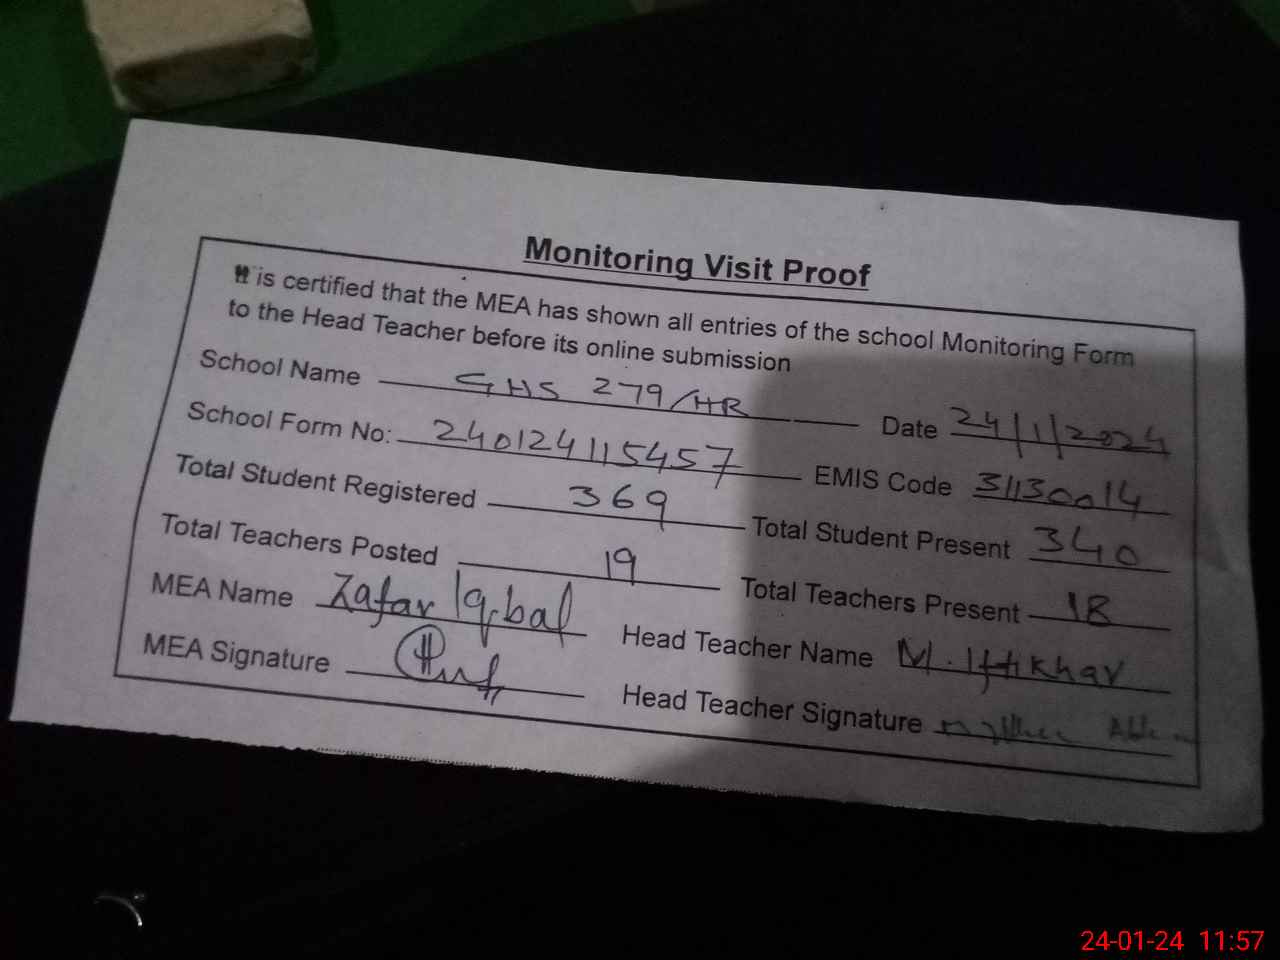 Monitoring Visit Proof
It is certified that the MEA has shown all entries of the school Monitoring Form
to the Head Teacher before its online submission
School Name GHS 279/HR Date 24/1/2024
School Form No: 240124115457 EMIS Code 31130014
Total Student Registered 369 Total Student Present 340
Total Teachers Posted 19 Total Teachers Present 18
MEA Name Zafar Iqbal Head Teacher Name M. Iftikhar
MEA Signature Head Teacher Signature
24-01-24 11:57